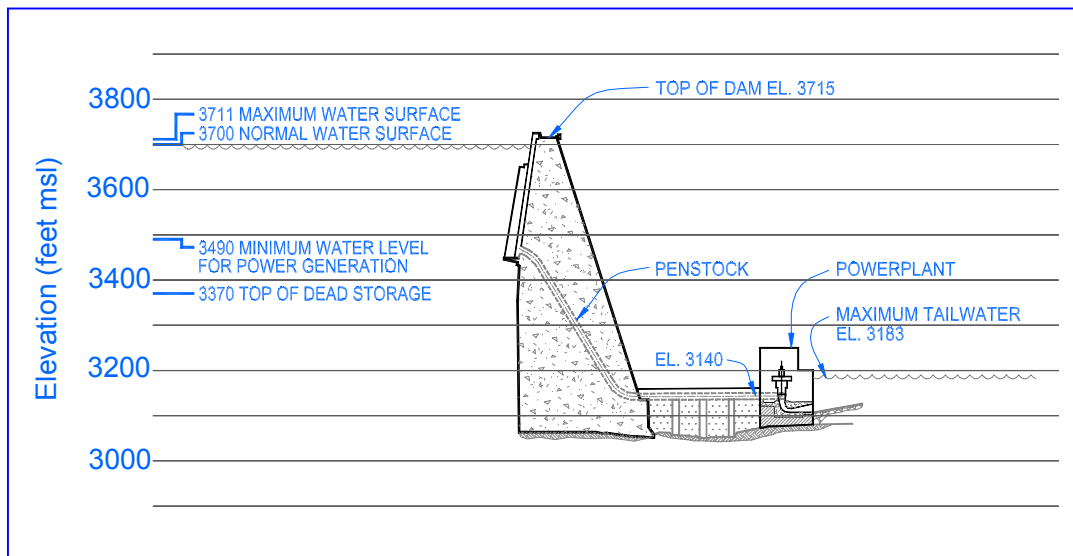 TOP OF DAM EL. 3715
3800
3711 MAXIMUM WATER SURFACE
3700 NORMAL WATER SURFACE
3600
Elevation (feet msl)
3490 MINIMUM WATER LEVEL
FOR POWER GENERATION
PENSTOCK
POWERPLANT
3400
3370 TOP OF DEAD STORAGE
MAXIMUM TAILWATER
EL. 3183
EL. 3140
3200
3000